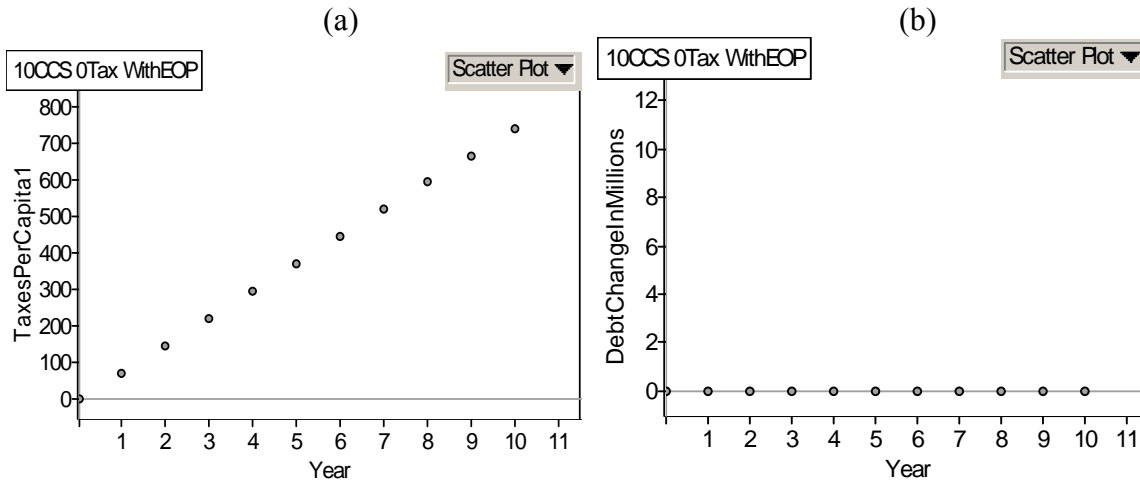 (a)
10CCS 0Tax WithEOP
Scatter Plot
800
700
600
500
400
300
200
100
0
TaxesPerCapita1
1 2 3 4 5 6 7 8 9 10 11
Year
(b)
10CCS 0Tax WithEOP
Scatter Plot
12
10
8
6
4
2
0
DebtChangeInMillions
1 2 3 4 5 6 7 8 9 10 11
Year